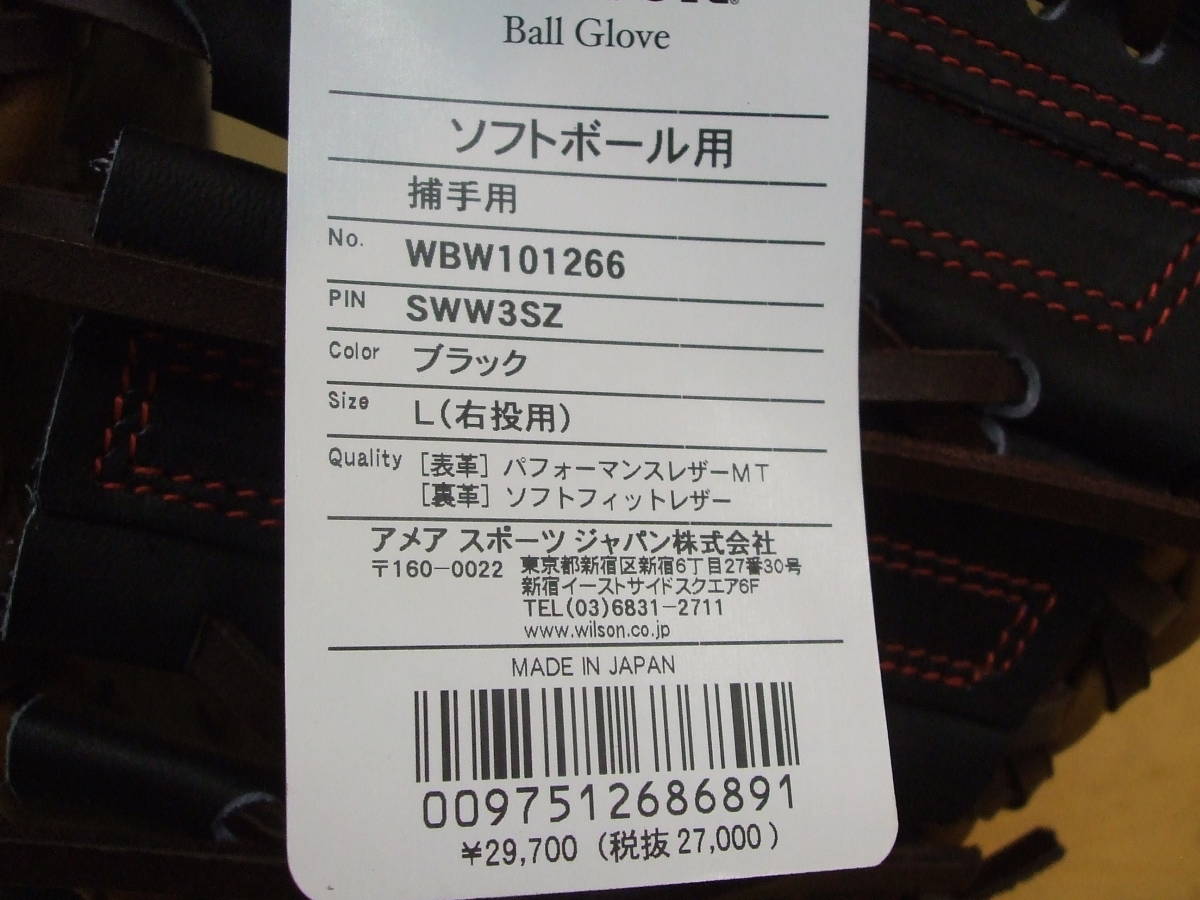 Ball Glove
ソフトボール用
捕手用
No. WBW101266
PIN SWW3SZ
Color ブラック
Size L(右投用)
Quality [表革] パフォーマンスレザーMT
[裏革] ソフトフィットレザー
アメア スポーツ ジャパン株式会社
〒160-0022 東京都新宿区新宿6丁目27番30号
新宿イーストサイドスクエア6F
TEL(03)6831-2711
www.wilson.co.jp
MADE IN JAPAN
0097512686891
¥29,700 (税抜 27,000)